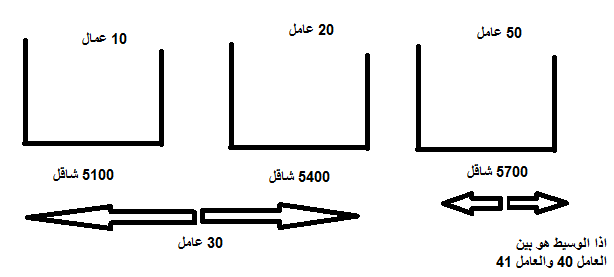 10 عمال
20 عامل
50 عامل
5100 شاقل
5400 شاقل
5700 شاقل
30 عامل
اذا الوسيط هو بين
العامل 40 والعامل 41